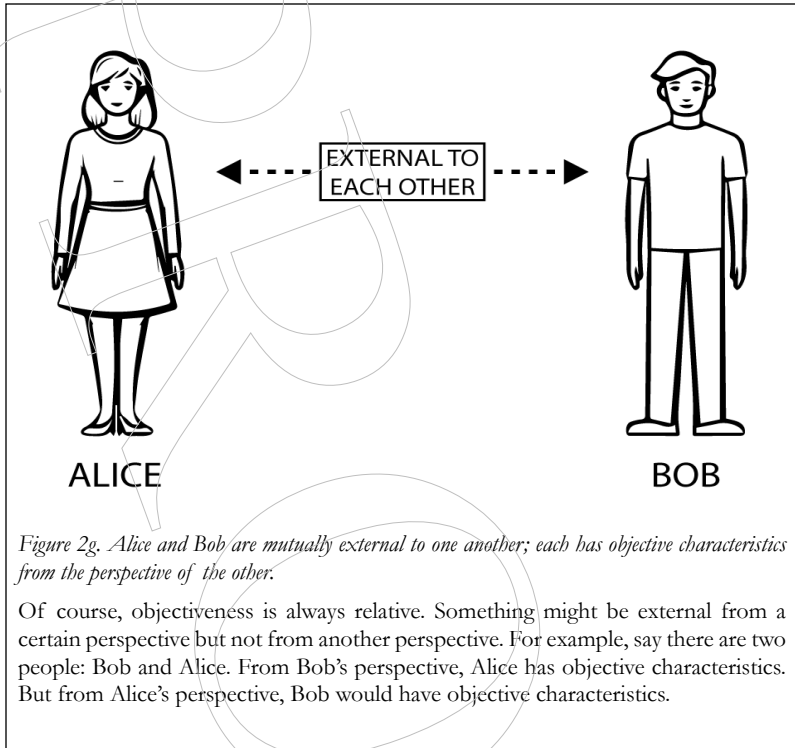 EXTERNAL TO
EACH OTHER
ALICE
BOB
Figure 2g. Alice and Bob are mutually external to one another; each has objective characteristics
from the perspective of the other.
Of course, objectiveness is always relative. Something might be external from a
certain perspective but not from another perspective. For example, say there are two
people: Bob and Alice. From Bob’s perspective, Alice has objective characteristics.
But from Alice’s perspective, Bob would have objective characteristics.